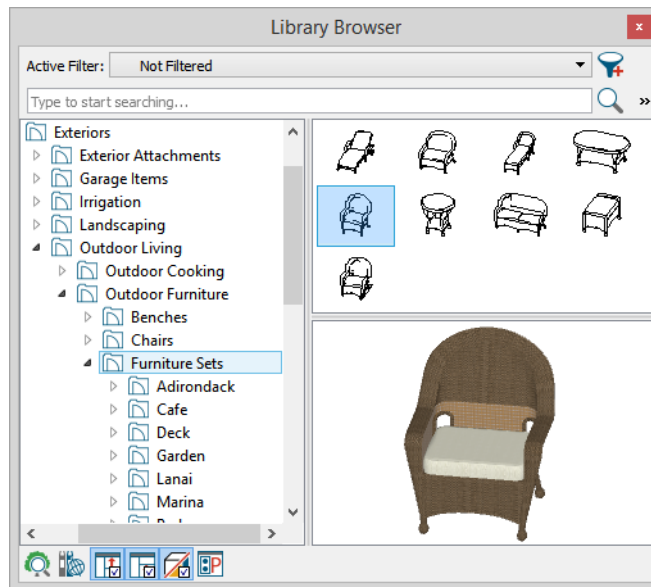 Library Browser
x
Active Filter: Not Filtered
Type to start searching...
»
Exteriors
Exterior Attachments
Garage Items
Irrigation
Landscaping
Outdoor Living
Outdoor Cooking
Outdoor Furniture
Benches
Chairs
Furniture Sets
Adirondack
Cafe
Deck
Garden
Lanai
Marina
P